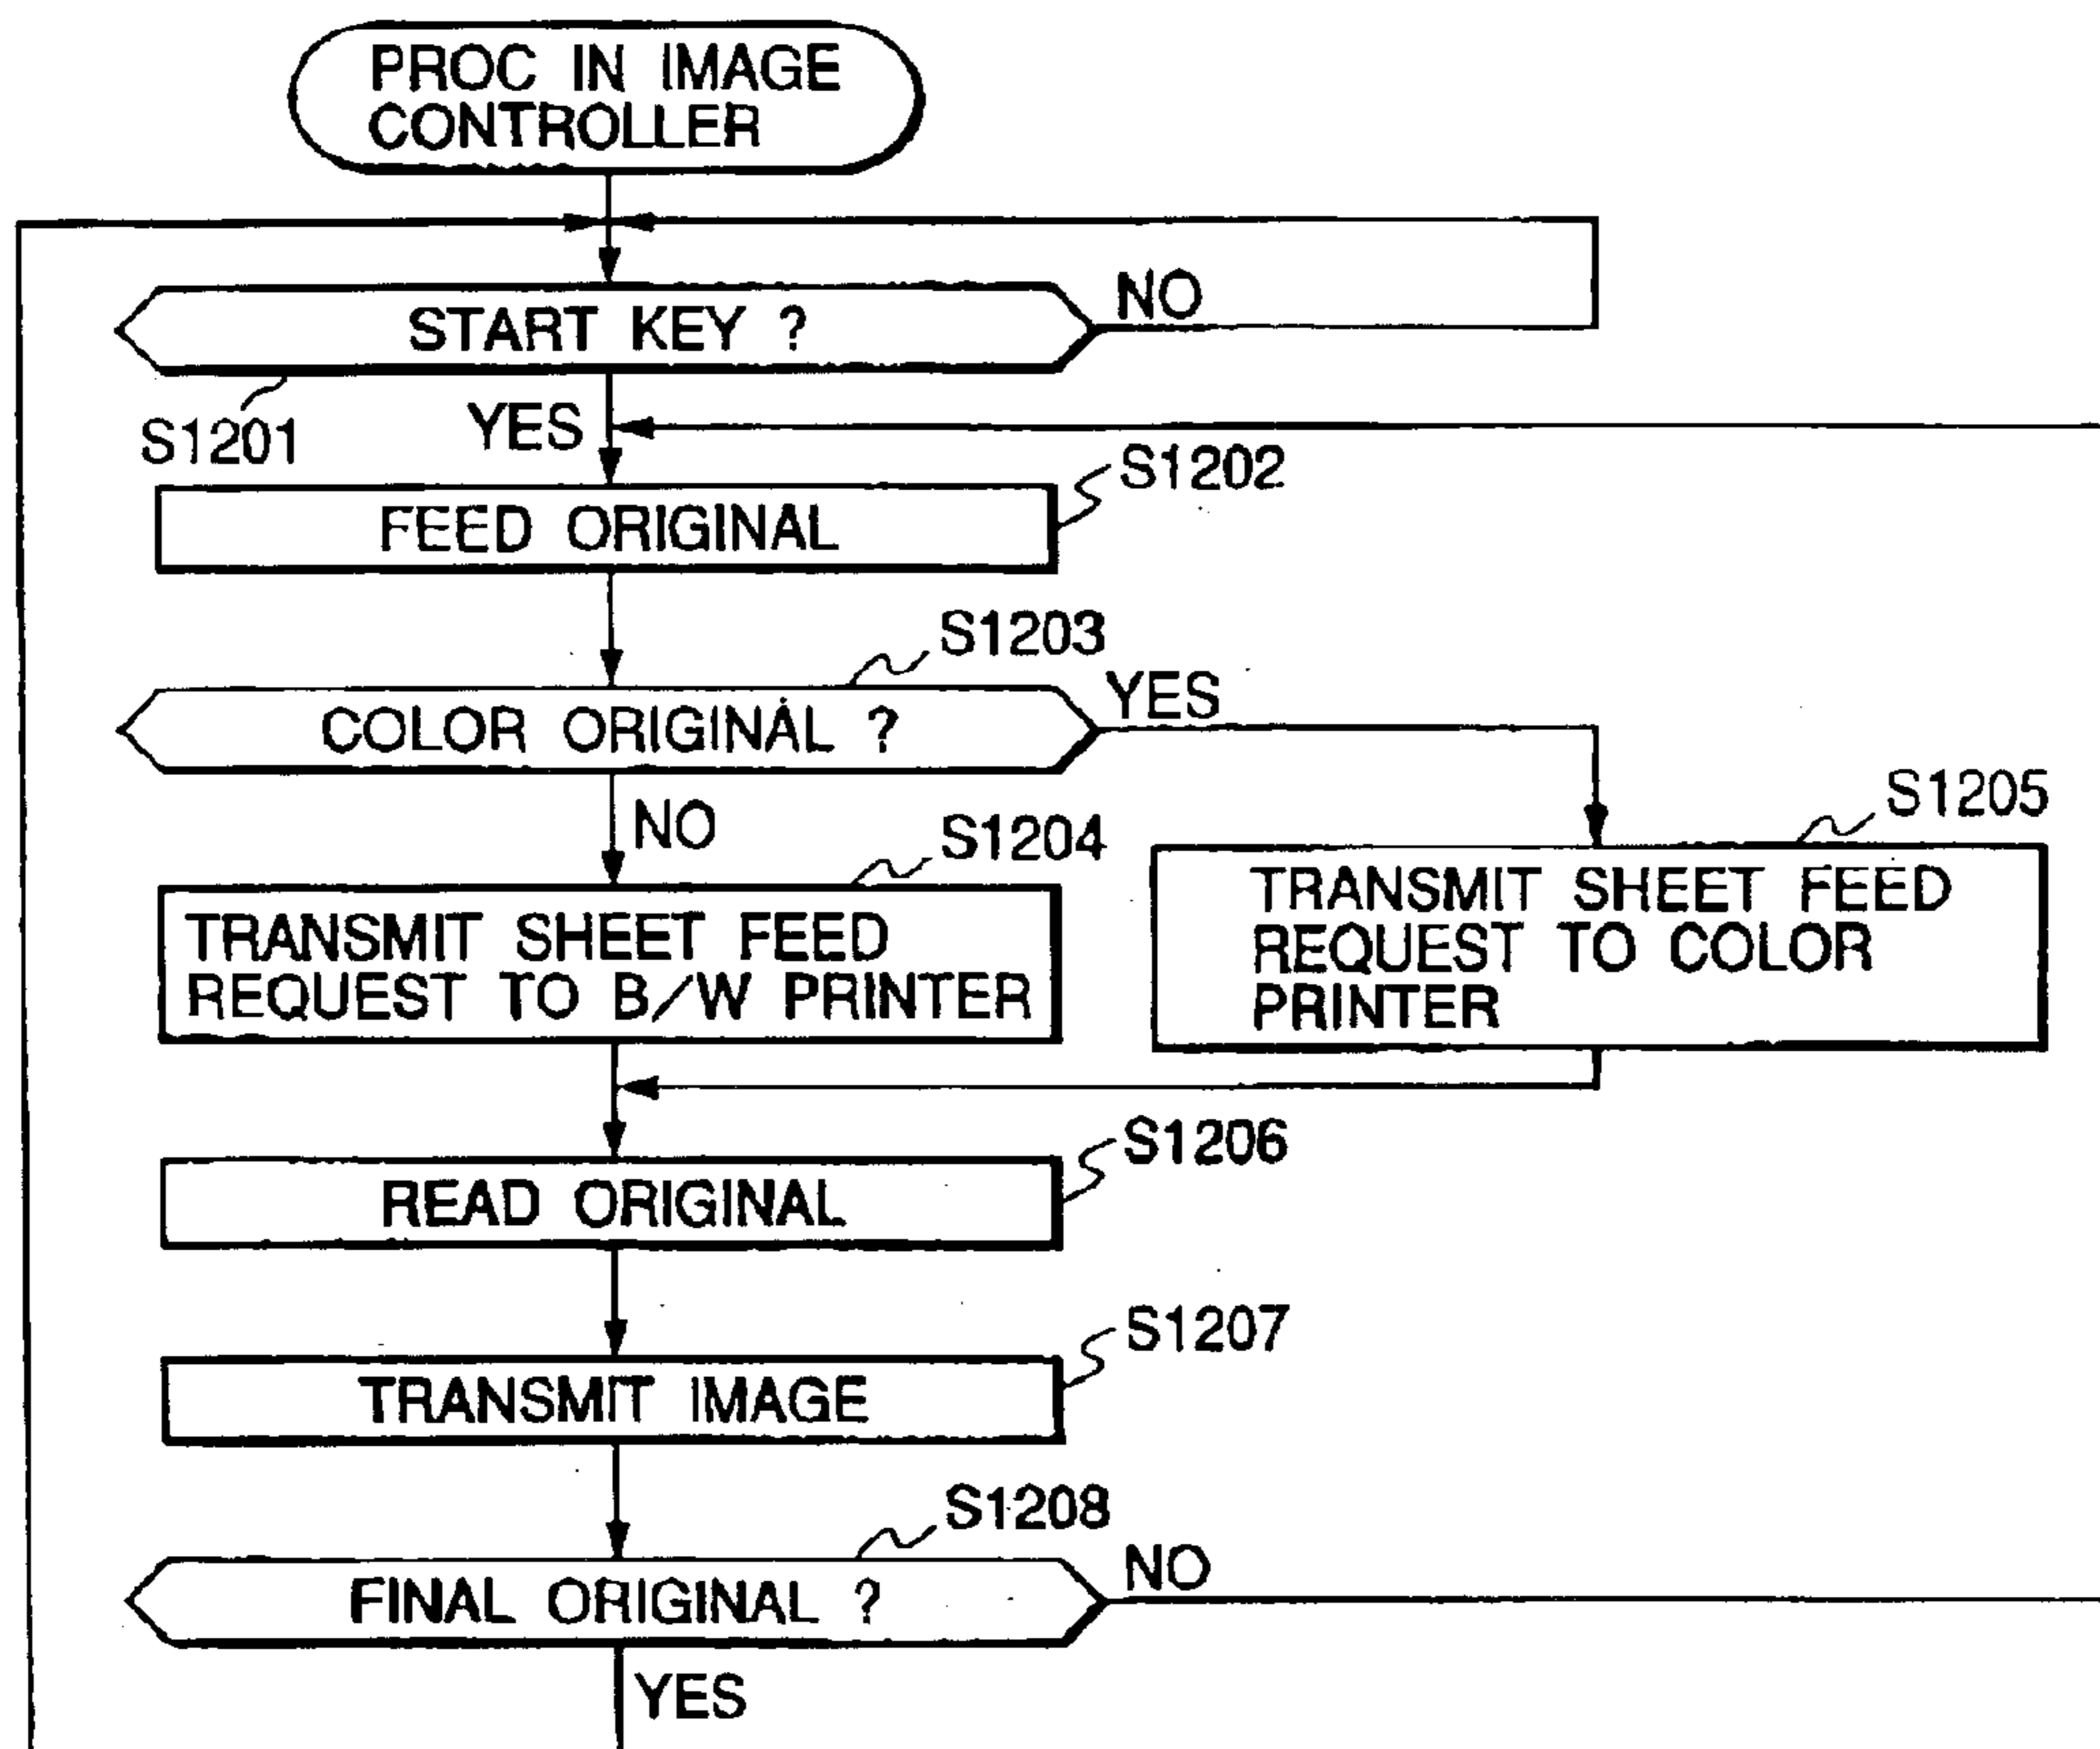 PROC IN IMAGE
CONTROLLER
START KEY ?
NO
S1201
YES
S1202
FEED ORIGINAL
S1203
COLOR ORIGINAL ?
YES
NO
S1204
S1205
TRANSMIT SHEET FEED
REQUEST TO B/W PRINTER
TRANSMIT SHEET FEED
REQUEST TO COLOR
PRINTER
S1206
READ ORIGINAL
S1207
TRANSMIT IMAGE
S1208
FINAL ORIGINAL ?
NO
YES